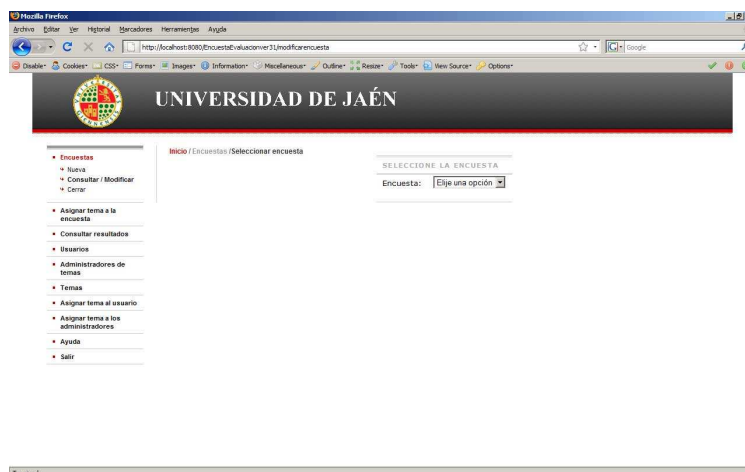 Mozilla Firefox
Archivo Editar Ver Historial Marcadores Herramientas Ayuda
http://localhost:8080/EncuestaEvaluacionver31/modificarencuesta
Google
Disable Cookies CSS Forms Images Information Miscellaneous Outline Resize Tools View Source Options
UNIVERSIDAD DE JAÉN
Inicio / Encuestas /Seleccionar encuesta
Encuestas
Nueva
Consultar / Modificar
Cerrar
Asignar tema a la
encuesta
Consultar resultados
Usuarios
Administradores de
temas
Temas
Asignar tema al usuario
Asignar tema a los
administradores
Ayuda
Salir
SELECCIONE LA ENCUESTA
Encuesta: Elije una opción